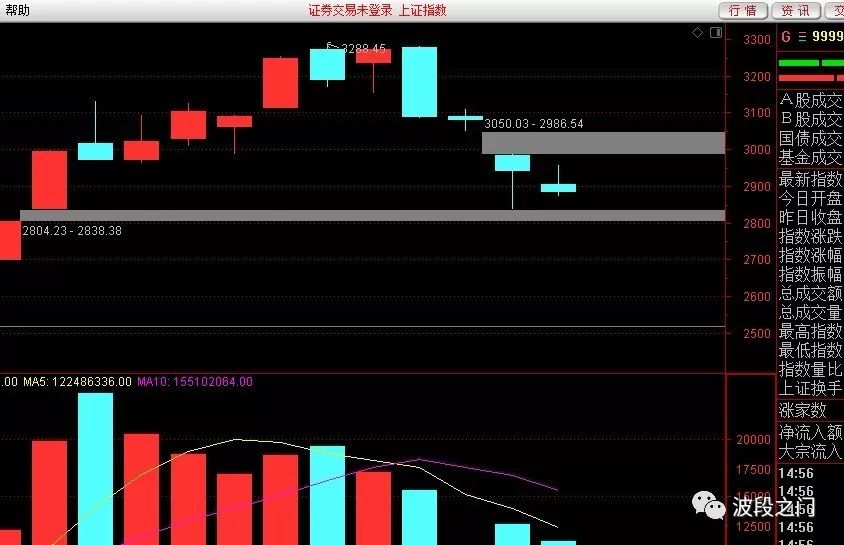 帮助
证券交易未登录 上证指数
行 情
资 讯
交
3288.45
3050.03 - 2986.54
2804.23 - 2838.38
3300
3200
3100
3000
2900
2800
2700
2600
2500
.00 MA5: 122486336.00 MA10: 155102064.00
20000
17500
15000
12500
G 三 9999
A股成交
B股成交
国债成交
基金成交
最新指数
今日开盘
昨日收盘
指数涨跌
指数涨幅
指数振幅
总成交额
总成交量
最高指数
最低指数
指数量比
上证换手
涨家数
净流入额
大宗流入
14:56
14:56
14:56
14:56
波段之门